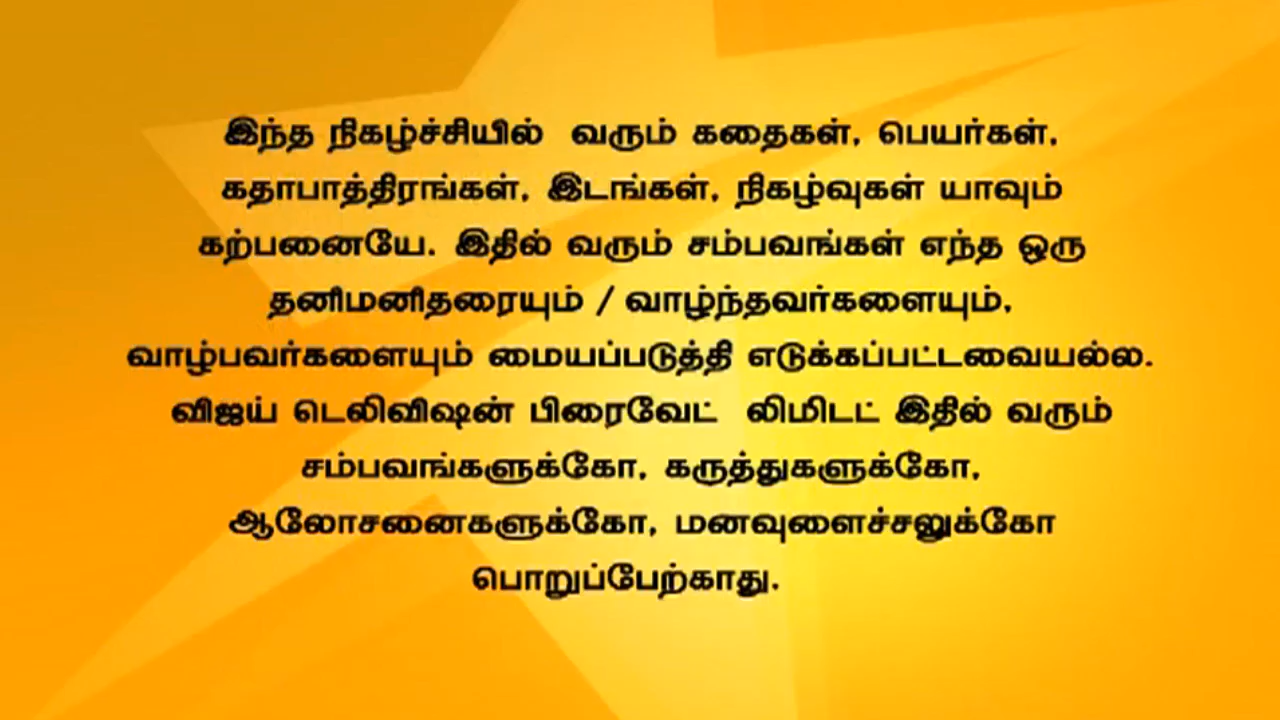 இந்த நிகழ்ச்சியில் வரும் கதைகள், பெயர்கள்,
கதாபாத்திரங்கள், இடங்கள், நிகழ்வுகள் யாவும்
கற்பனையே. இதில் வரும் சம்பவங்கள் எந்த ஒரு
தனிமனிதரையும் / வாழ்ந்தவர்களையும்,
வாழ்பவர்களையும் மையப்படுத்தி எடுக்கப்பட்டவையல்ல.
விஜய் டெலிவிஷன் பிரைவேட் லிமிடட் இதில் வரும்
சம்பவங்களுக்கோ, கருத்துகளுக்கோ,
ஆலோசனைகளுக்கோ, மனவுளைச்சலுக்கோ
பொறுப்பேற்காது.